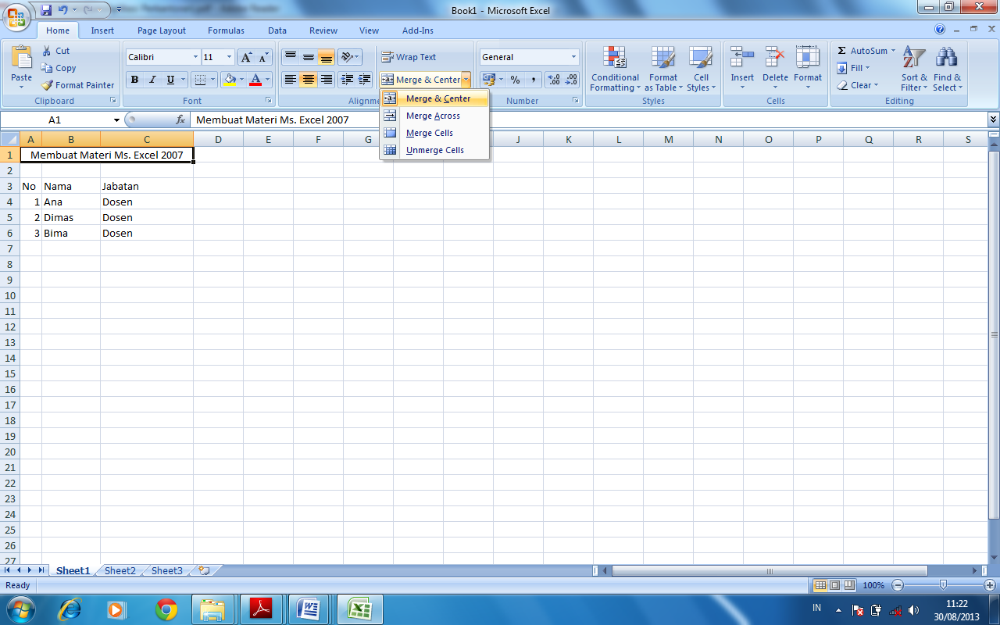 Book1 - Microsoft Excel
Home Insert Page Layout Formulas Data Review View Add-Ins
Paste Cut Copy Format Painter
Calibri 11 Wrap Text General
B I U Merge & Center % ,
Conditional Formatting Format as Table Cell Styles Insert Delete Format
Σ AutoSum Fill Clear Sort & Filter Find & Select
Clipboard Font Alignm Number Styles Cells Editing
Merge & Center
Merge Across
Merge Cells
Unmerge Cells
A1 fx Membuat Materi Ms. Excel 2007
A B C D E F G J K L M N O P Q R S
1 Membuat Materi Ms. Excel 2007
2
3 No Nama Jabatan
4 1 Ana Dosen
5 2 Dimas Dosen
6 3 Bima Dosen
7
8
9
10
11
12
13
14
15
16
17
18
19
20
21
22
23
24
25
26
27
Sheet1 Sheet2 Sheet3
Ready 100%
IN 11:22
30/08/2013